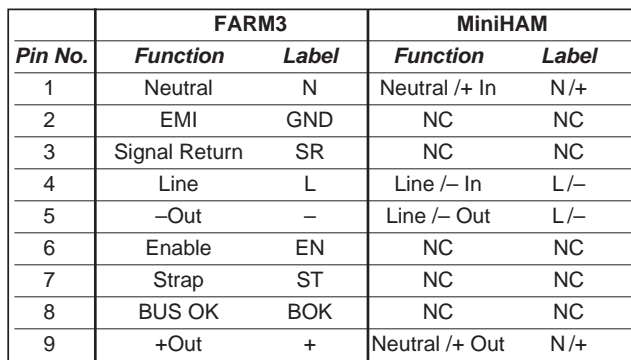 FARM3 MiniHAM
Pin No. Function Label Function Label
1 Neutral N Neutral /+ In N/+
2 EMI GND NC NC
3 Signal Return SR NC NC
4 Line L Line /– In L/–
5 –Out – Line /– Out L/–
6 Enable EN NC NC
7 Strap ST NC NC
8 BUS OK BOK NC NC
9 +Out + Neutral /+ Out N/+